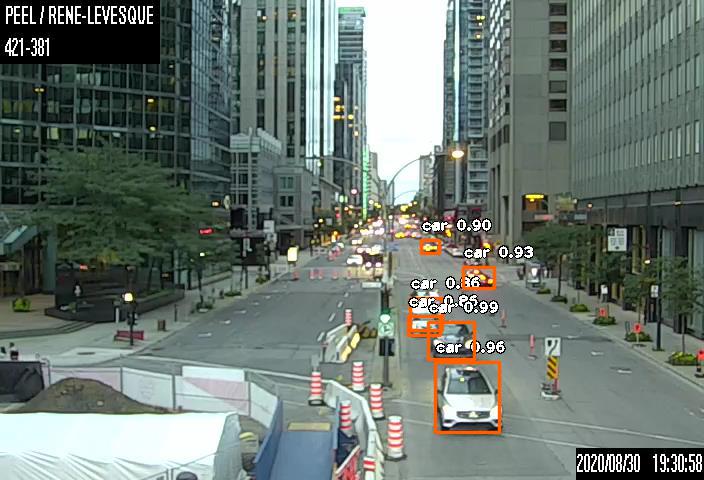 PEEL / RENE-LEVESQUE
421-381
car 0.90
car 0.93
car 0.86
car 0.99
car 0.96
2020/08/30 19:30:58